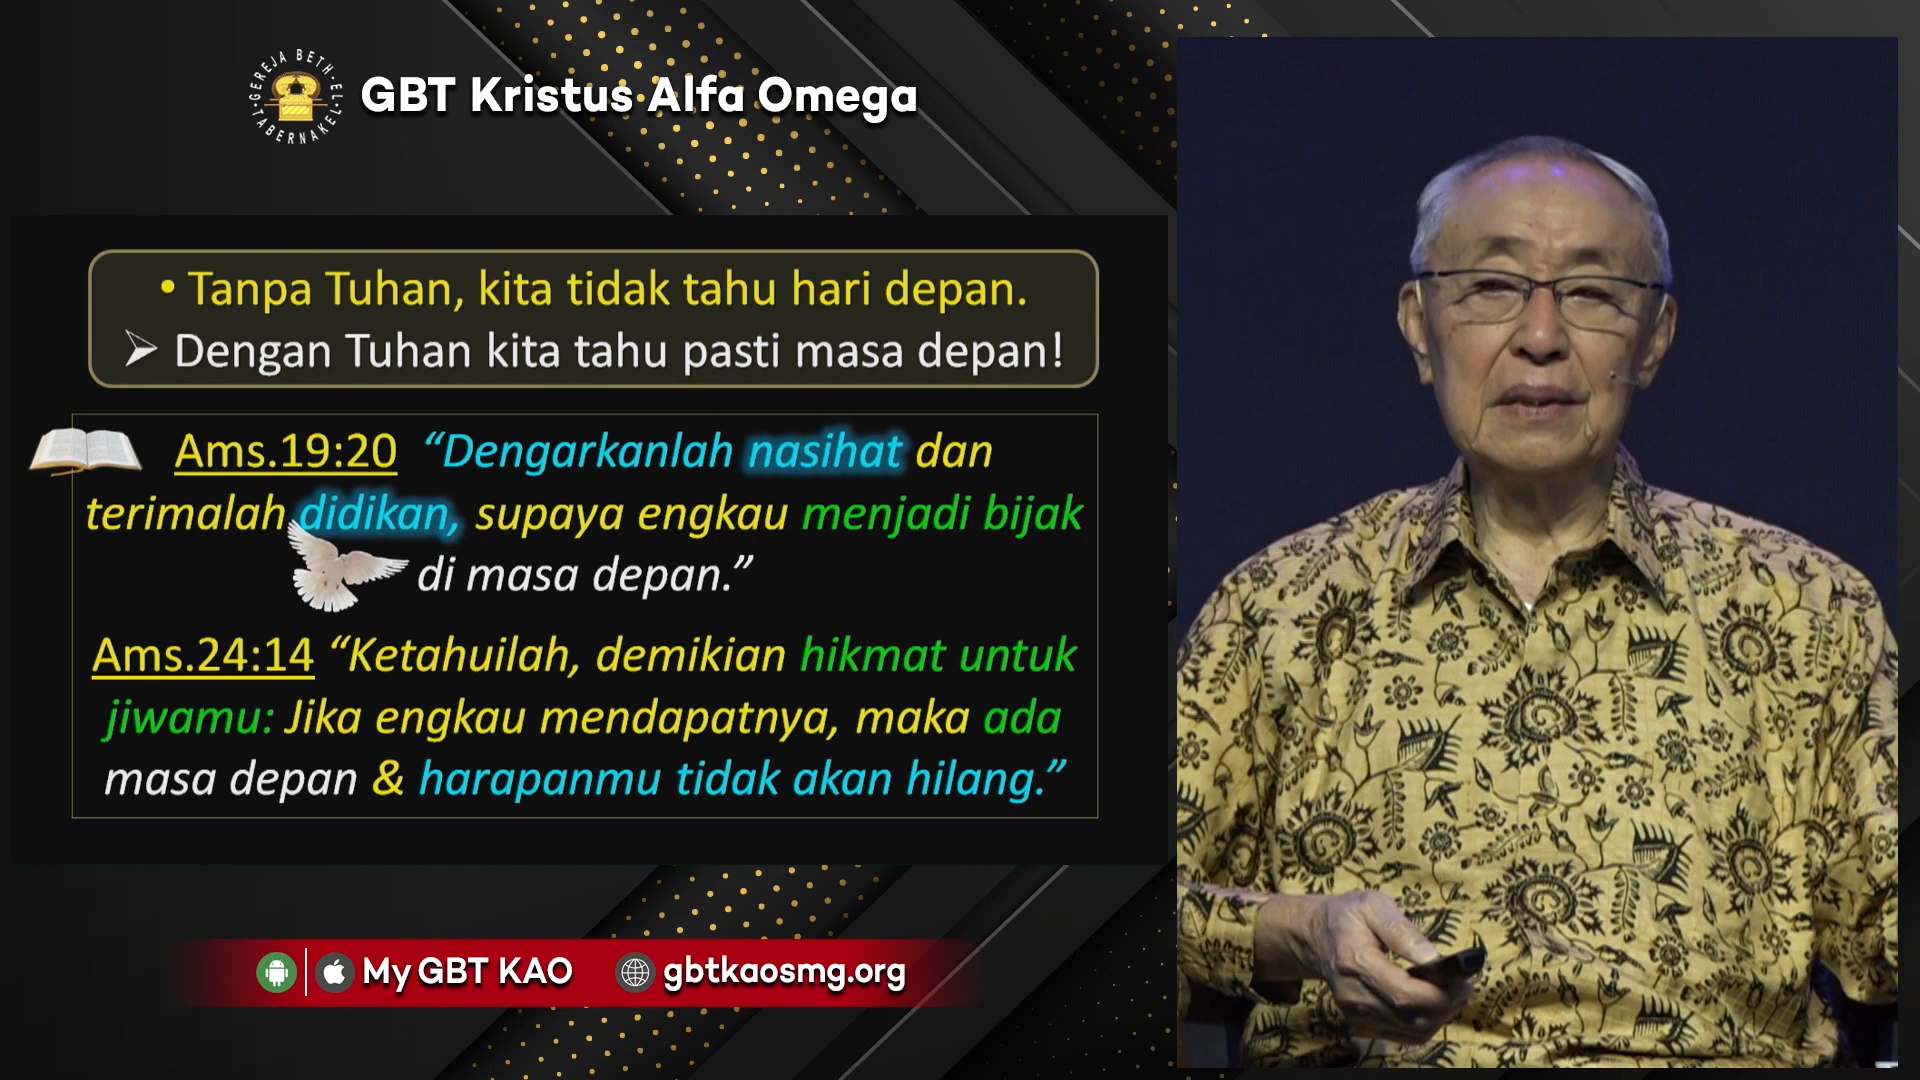 GEREJA BETH-EL TABERNAKEL
GBT Kristus Alfa Omega
• Tanpa Tuhan, kita tidak tahu hari depan.
➢ Dengan Tuhan kita tahu pasti masa depan!
Ams.19:20 “Dengarkanlah nasihat dan
terimalah didikan, supaya engkau menjadi bijak
di masa depan.”
Ams.24:14 “Ketahuilah, demikian hikmat untuk
jiwamu: Jika engkau mendapatnya, maka ada
masa depan & harapanmu tidak akan hilang.”
My GBT KAO gbtkaosmg.org